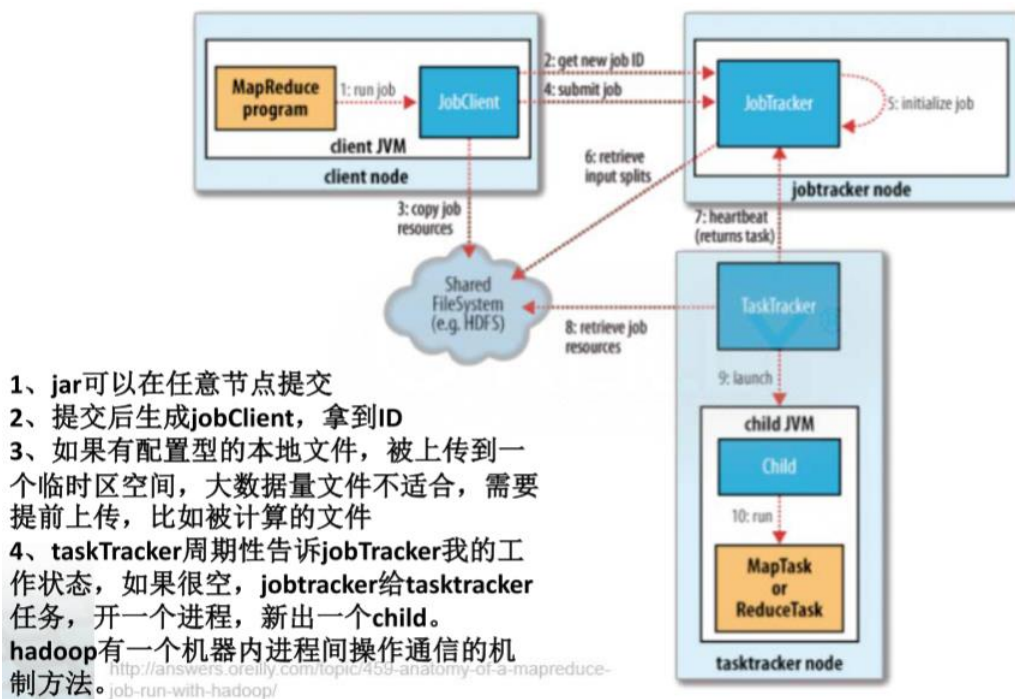 2: get new job ID
4: submit job
MapReduce
program
1: run job
JobClient
client JVM
client node
JobTracker
5: initialize job
jobtracker node
6: retrieve
input splits
3: copy job
resources
7: heartbeat
(returns task)
Shared
FileSystem
(e.g. HDFS)
TaskTracker
8: retrieve job
resources
9: launch
child JVM
Child
10: run
MapTask
or
ReduceTask
tasktracker node
1、jar可以在任意节点提交
2、提交后生成jobClient，拿到ID
3、如果有配置型的本地文件，被上传到一
个临时区空间，大数据量文件不适合，需要
提前上传，比如被计算的文件
4、taskTracker周期性告诉jobTracker我的工
作状态，如果很空，jobtracker给tasktracker
任务，开一个进程，新出一个child。
hadoop有一个机器内进程间操作通信的机
制方法。
http://answers.oreilly.com/topic/459-anatomy-of-a-mapreduce-
job-run-with-hadoop/